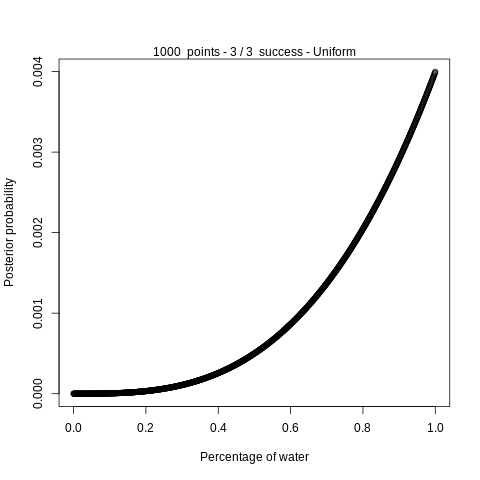 1000 points - 3 / 3 success - Uniform
Posterior probability
0.004
0.003
0.002
0.001
0.000
0.0 0.2 0.4 0.6 0.8 1.0
Percentage of water